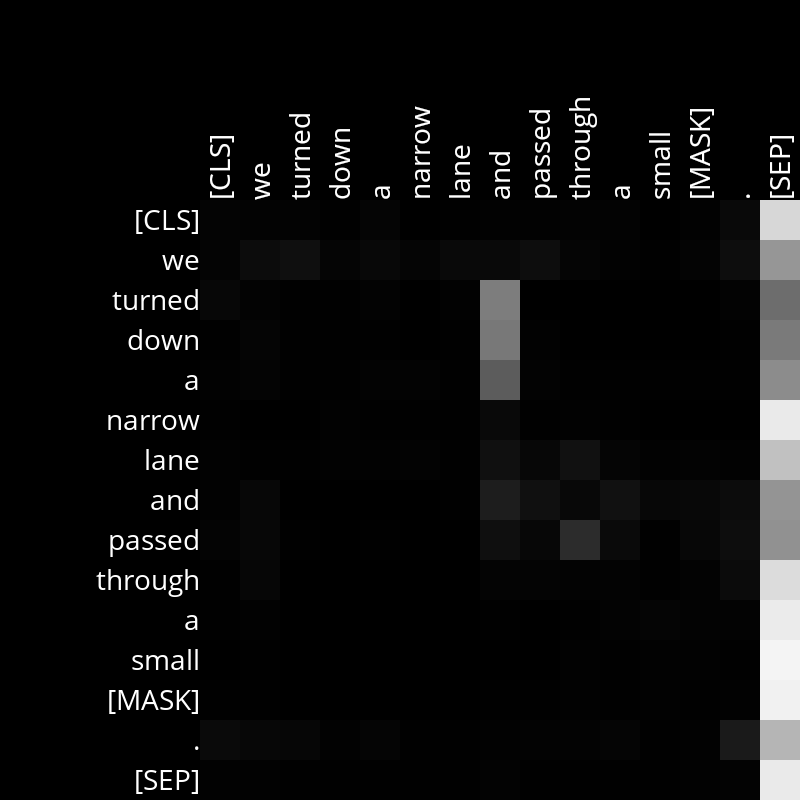 [CLS] we turned down a narrow lane and passed through a small [MASK] . [SEP]
[CLS]
we
turned
down
a
narrow
lane
and
passed
through
a
small
[MASK]
.
[SEP]